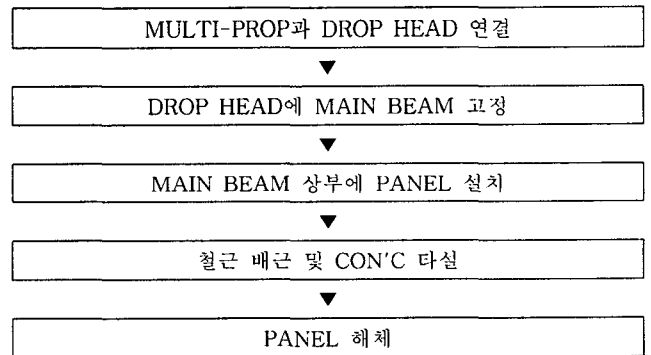 MULTI-PROP과 DROP HEAD 연결
DROP HEAD에 MAIN BEAM 고정
MAIN BEAM 상부에 PANEL 설치
철근 배근 및 CON'C 타설
PANEL 해체